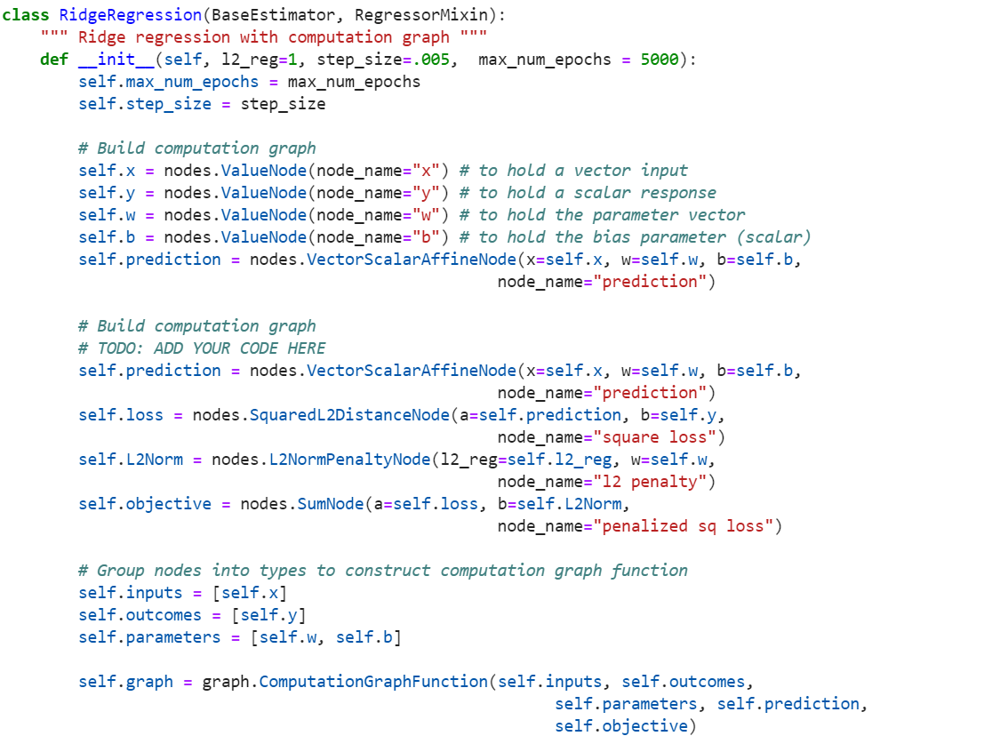 class RidgeRegression(BaseEstimator, RegressorMixin):
    """ Ridge regression with computation graph """
    def __init__(self, l2_reg=1, step_size=.005,  max_num_epochs = 5000):
        self.max_num_epochs = max_num_epochs
        self.step_size = step_size

        # Build computation graph
        self.x = nodes.ValueNode(node_name="x") # to hold a vector input
        self.y = nodes.ValueNode(node_name="y") # to hold a scalar response
        self.w = nodes.ValueNode(node_name="w") # to hold the parameter vector
        self.b = nodes.ValueNode(node_name="b") # to hold the bias parameter (scalar)
        self.prediction = nodes.VectorScalarAffineNode(x=self.x, w=self.w, b=self.b,
                                                    node_name="prediction")

        # Build computation graph
        # TODO: ADD YOUR CODE HERE
        self.prediction = nodes.VectorScalarAffineNode(x=self.x, w=self.w, b=self.b,
                                                    node_name="prediction")
        self.loss = nodes.SquaredL2DistanceNode(a=self.prediction, b=self.y,
                                                    node_name="square loss")
        self.L2Norm = nodes.L2NormPenaltyNode(l2_reg=self.l2_reg, w=self.w,
                                                    node_name="l2 penalty")
        self.objective = nodes.SumNode(a=self.loss, b=self.L2Norm,
                                                    node_name="penalized sq loss")

        # Group nodes into types to construct computation graph function
        self.inputs = [self.x]
        self.outcomes = [self.y]
        self.parameters = [self.w, self.b]

        self.graph = graph.ComputationGraphFunction(self.inputs, self.outcomes,
                                                          self.parameters, self.prediction,
                                                          self.objective)